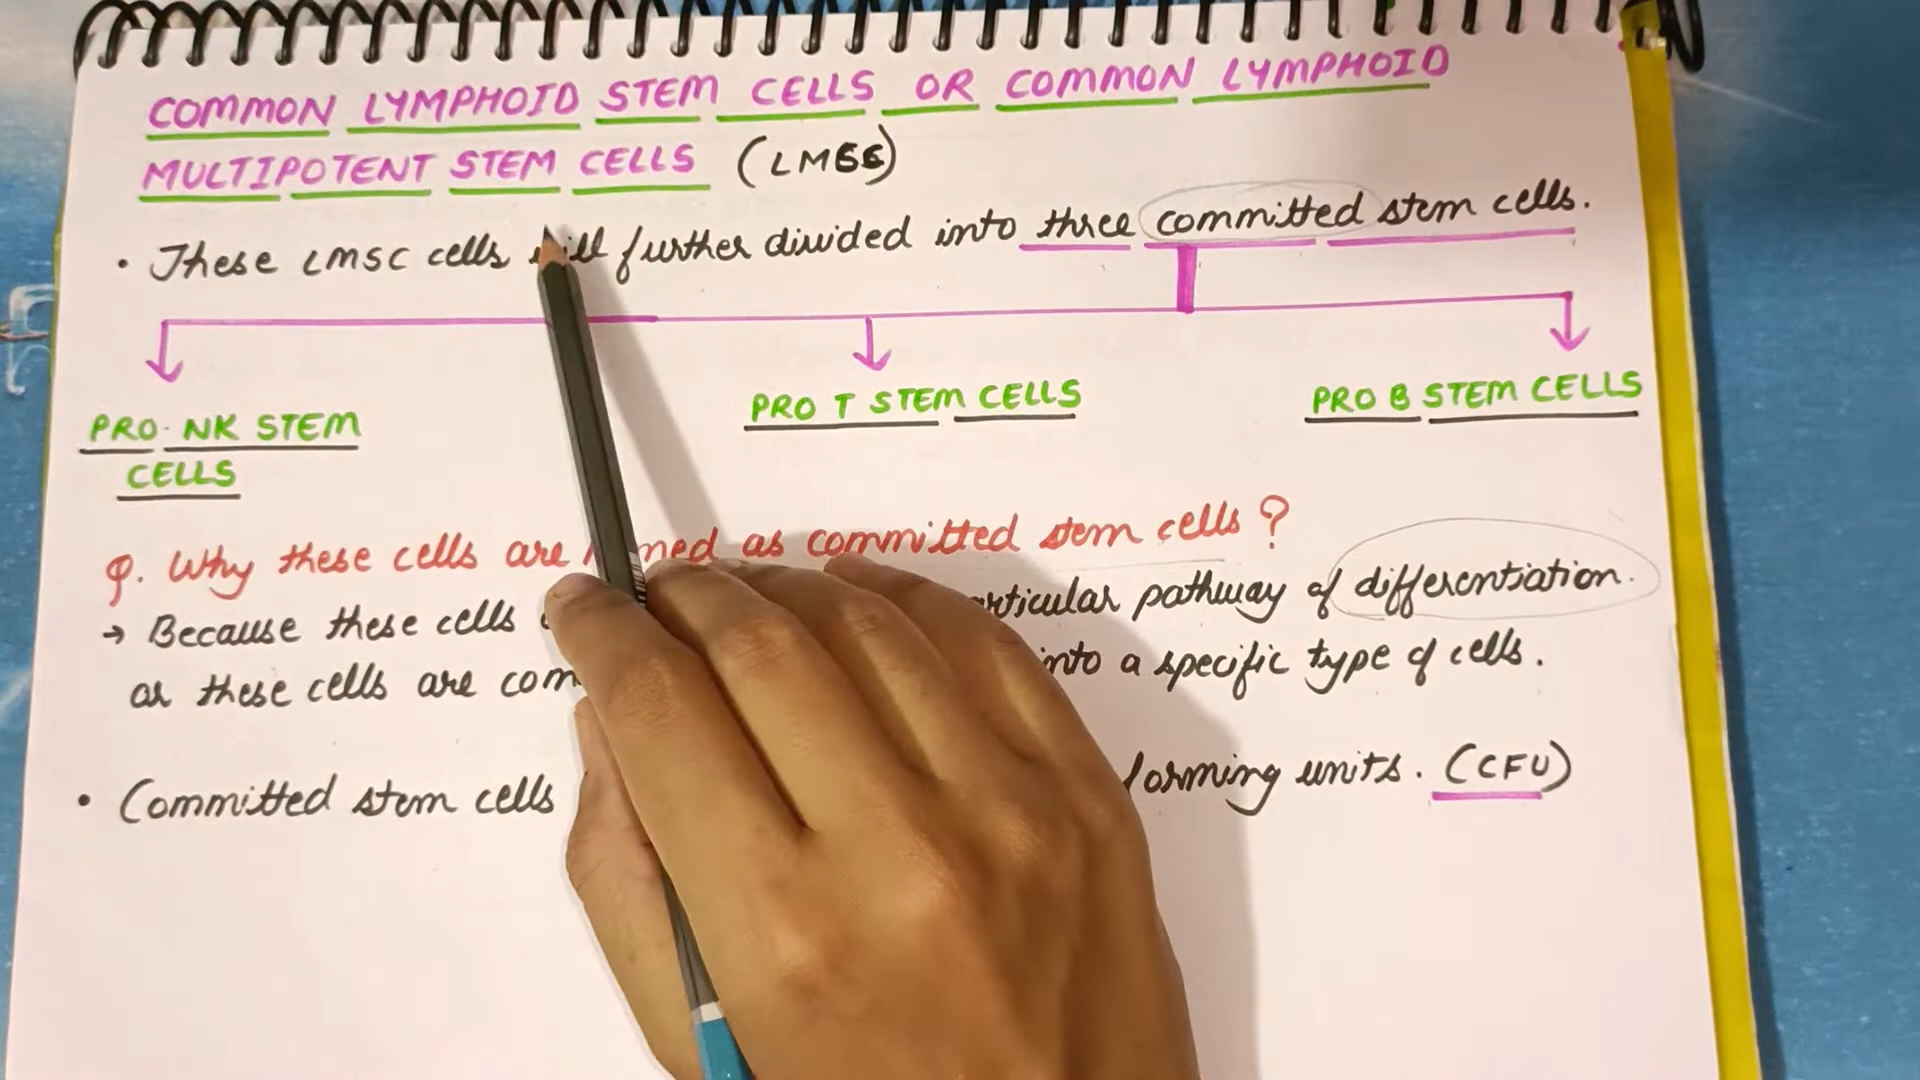 COMMON LYMPHOID STEM CELLS OR COMMON LYMPHOID
MULTIPOTENT STEM CELLS (LMSC)
• These LMSC cells will further divided into three committed stem cells.
PRO-NK STEM CELLS
PRO T STEM CELLS
PRO B STEM CELLS
Q. Why these cells are named as committed stem cells?
→ Because these cells particular pathway of differentiation.
or these cells are into a specific type of cells.
• Committed stem cells forming units. (CFU)